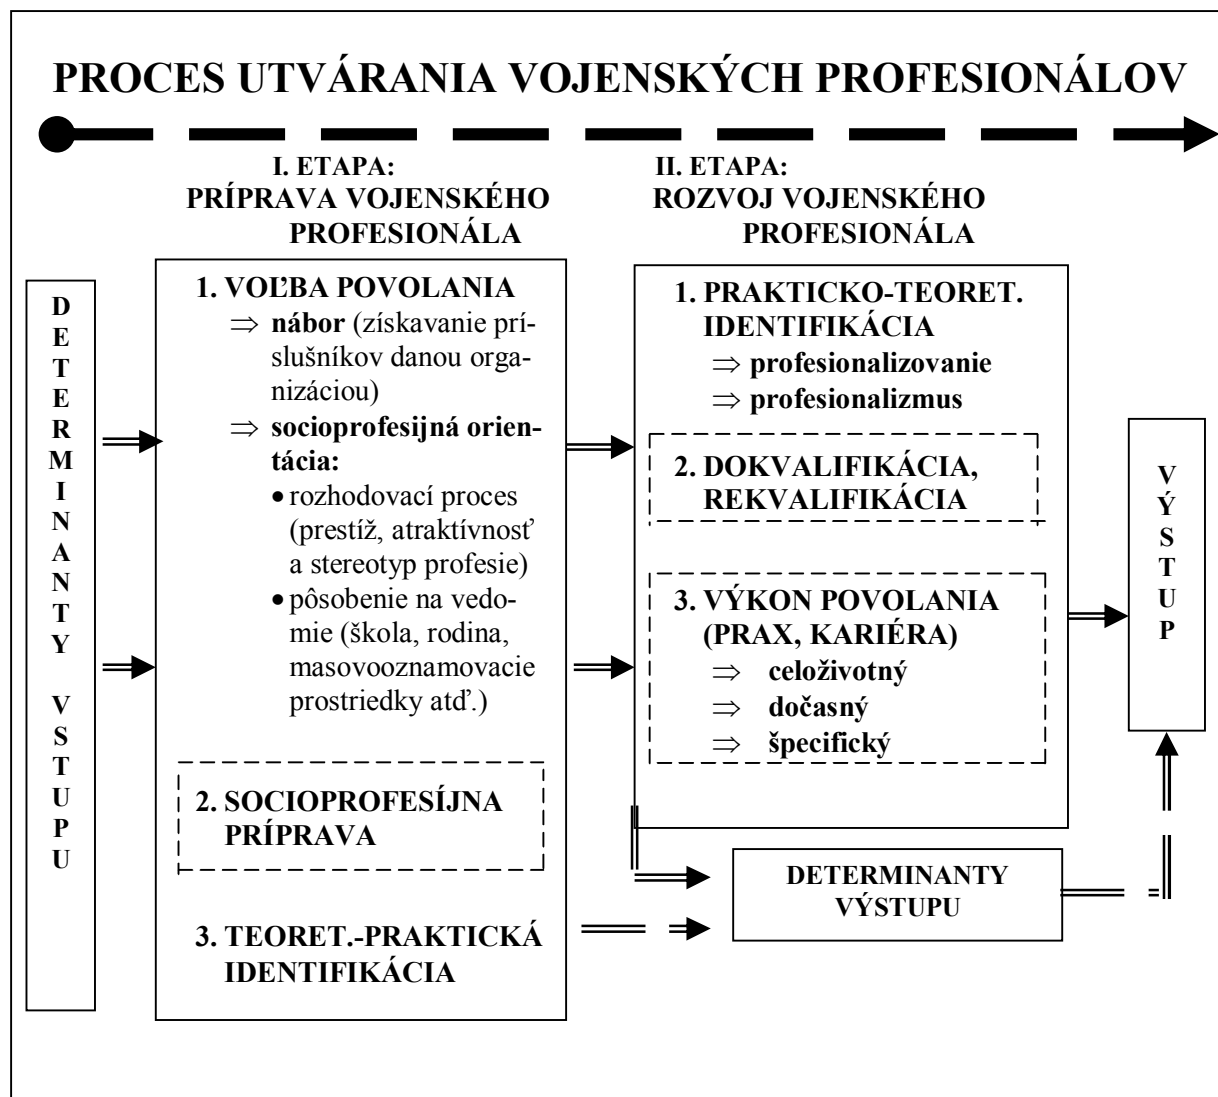 PROCES UTVÁRANIA VOJENSKÝCH PROFESIONÁLOV
I. ETAPA:
PRÍPRAVA VOJENSKÉHO
PROFESIONÁLA
II. ETAPA:
ROZVOJ VOJENSKÉHO
PROFESIONÁLA
DETERMINANTY VSTUPU
1. VOĽBA POVOLANIA
⇒ nábor (získavanie prí-
slušníkov danou orga-
nizáciou)
⇒ socioprofesijná orien-
tácia:
• rozhodovací proces
(prestíž, atraktívnosť
a stereotyp profesie)
• pôsobenie na vedo-
mie (škola, rodina,
masovooznamovacie
prostriedky atď.)
2. SOCIOPROFESÍJNA
PRÍPRAVA
3. TEORET.-PRAKTICKÁ
IDENTIFIKÁCIA
1. PRAKTICKO-TEORET.
IDENTIFIKÁCIA
⇒ profesionalizovanie
⇒ profesionalizmus
2. DOKVALIFIKÁCIA,
REKVALIFIKÁCIA
3. VÝKON POVOLANIA
(PRAX, KARIÉRA)
⇒ celoživotný
⇒ dočasný
⇒ špecifický
DETERMINANTY
VÝSTUPU
VÝSTUP